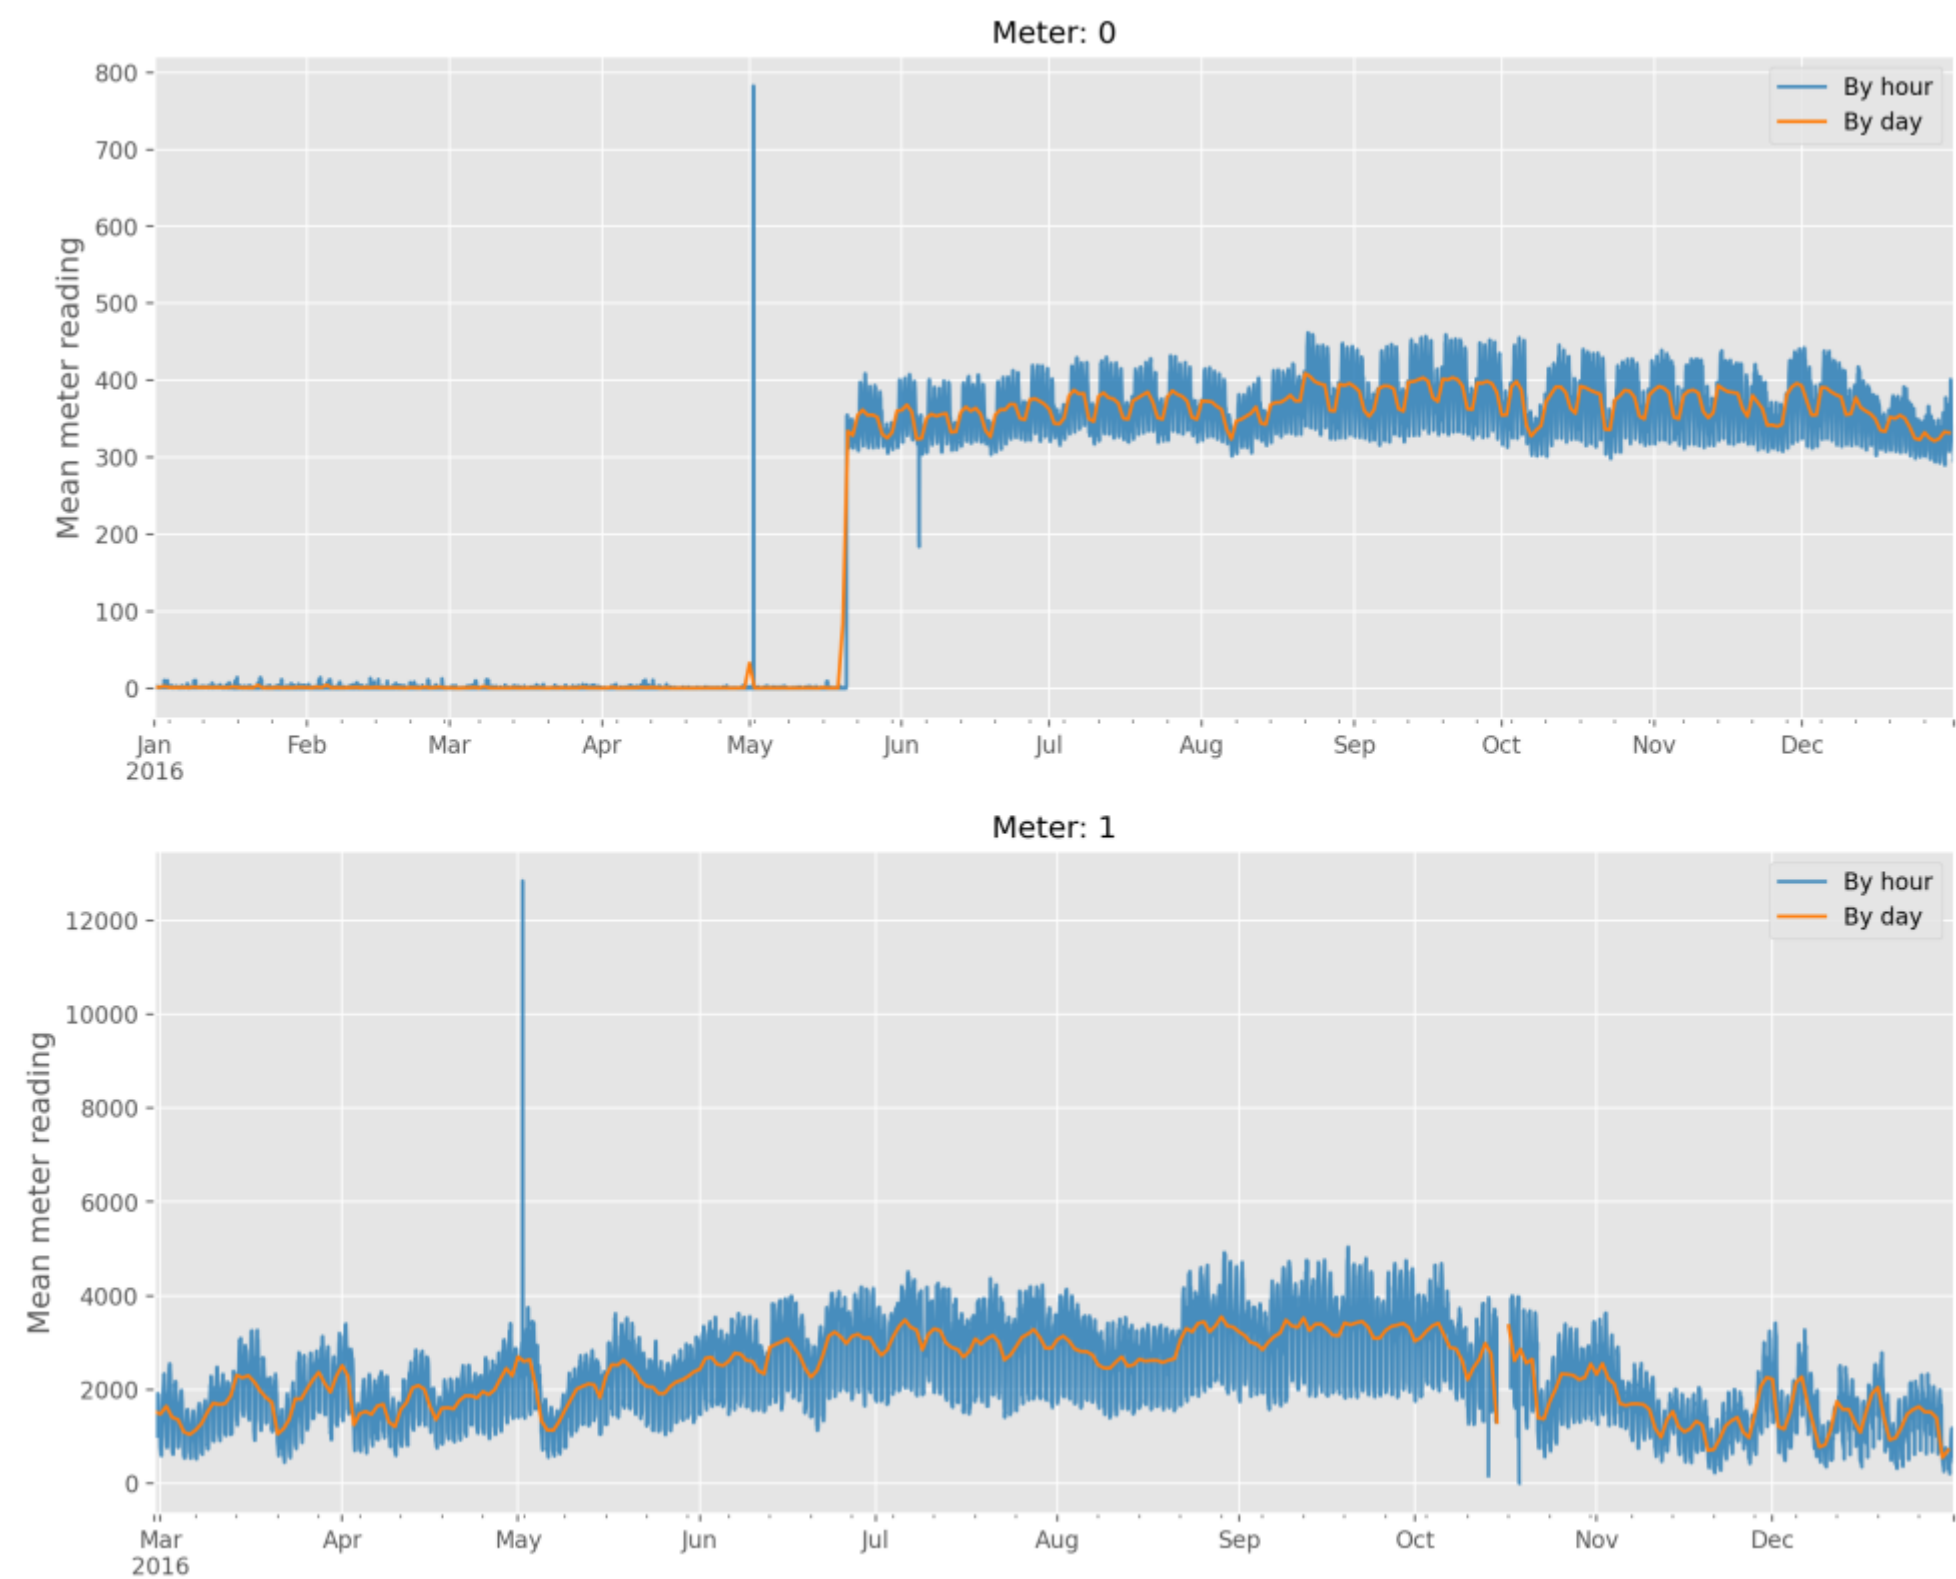 Meter: 0
By hour
By day
Mean meter reading
800
700
600
500
400
300
200
100
0
Jan Feb Mar Apr May Jun Jul Aug Sep Oct Nov Dec
2016
Meter: 1
By hour
By day
Mean meter reading
12000
10000
8000
6000
4000
2000
0
Mar Apr May Jun Jul Aug Sep Oct Nov Dec
2016